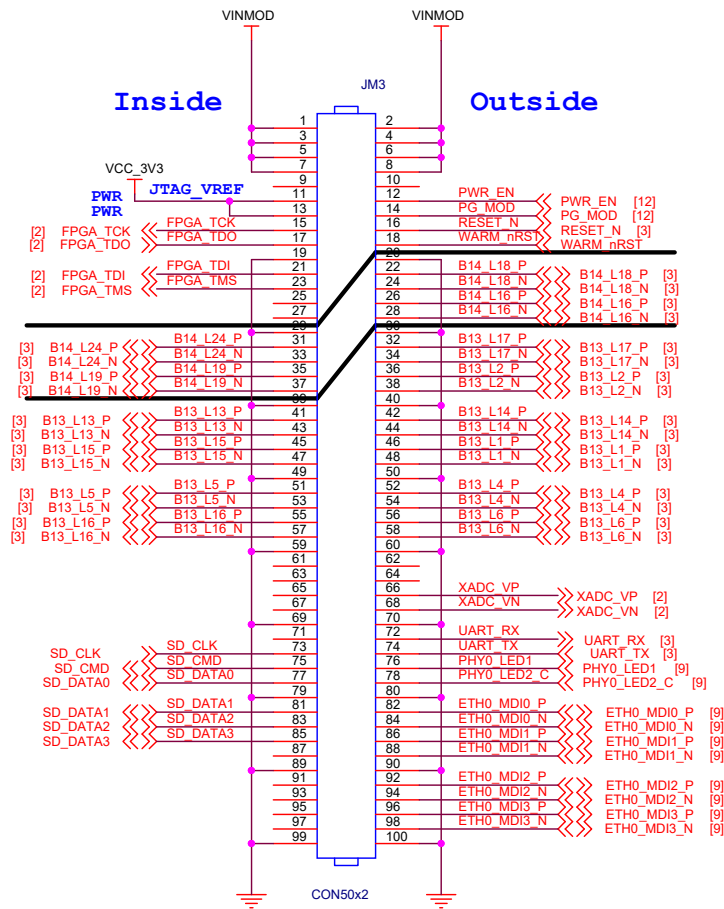 VINMOD VINMOD
JM3
Inside Outside
1 2
3 4
5 6
VCC_3V3 7 8
JTAG_VREF 9 10
PWR 11 12 PWR_EN PWR_EN [12]
PWR 13 14 PG_MOD PG_MOD [12]
[2] FPGA_TCK FPGA_TCK 15 16 RESET_N RESET_N [3]
[2] FPGA_TDO FPGA_TDO 17 18 WARM_nRST WARM_nRST
19 20
[2] FPGA_TDI FPGA_TDI 21 22 B14_L18_P B14_L18_P [3]
[2] FPGA_TMS FPGA_TMS 23 24 B14_L18_N B14_L18_N [3]
25 26 B14_L16_P B14_L16_P [3]
27 28 B14_L16_N B14_L16_N [3]
29 30
[3] B14_L24_P B14_L24_P 31 32 B13_L17_P B13_L17_P [3]
[3] B14_L24_N B14_L24_N 33 34 B13_L17_N B13_L17_N [3]
[3] B14_L19_P B14_L19_P 35 36 B13_L2_P B13_L2_P [3]
[3] B14_L19_N B14_L19_N 37 38 B13_L2_N B13_L2_N [3]
39 40
[3] B13_L13_P B13_L13_P 41 42 B13_L14_P B13_L14_P [3]
[3] B13_L13_N B13_L13_N 43 44 B13_L14_N B13_L14_N [3]
[3] B13_L15_P B13_L15_P 45 46 B13_L1_P B13_L1_P [3]
[3] B13_L15_N B13_L15_N 47 48 B13_L1_N B13_L1_N [3]
49 50
[3] B13_L5_P B13_L5_P 51 52 B13_L4_P B13_L4_P [3]
[3] B13_L5_N B13_L5_N 53 54 B13_L4_N B13_L4_N [3]
[3] B13_L16_P B13_L16_P 55 56 B13_L6_P B13_L6_P [3]
[3] B13_L16_N B13_L16_N 57 58 B13_L6_N B13_L6_N [3]
59 60
61 62
63 64
65 66 XADC_VP XADC_VP [2]
67 68 XADC_VN XADC_VN [2]
69 70
71 72 UART_RX UART_RX [3]
SD_CLK SD_CLK 73 74 UART_TX UART_TX [3]
SD_CMD SD_CMD 75 76 PHY0_LED1 PHY0_LED1 [9]
SD_DATA0 SD_DATA0 77 78 PHY0_LED2_C PHY0_LED2_C [9]
79 80
SD_DATA1 SD_DATA1 81 82 ETH0_MDI0_P ETH0_MDI0_P [9]
SD_DATA2 SD_DATA2 83 84 ETH0_MDI0_N ETH0_MDI0_N [9]
SD_DATA3 SD_DATA3 85 86 ETH0_MDI1_P ETH0_MDI1_P [9]
87 88 ETH0_MDI1_N ETH0_MDI1_N [9]
89 90
91 92 ETH0_MDI2_P ETH0_MDI2_P [9]
93 94 ETH0_MDI2_N ETH0_MDI2_N [9]
95 96 ETH0_MDI3_P ETH0_MDI3_P [9]
97 98 ETH0_MDI3_N ETH0_MDI3_N [9]
99 100
CON50x2